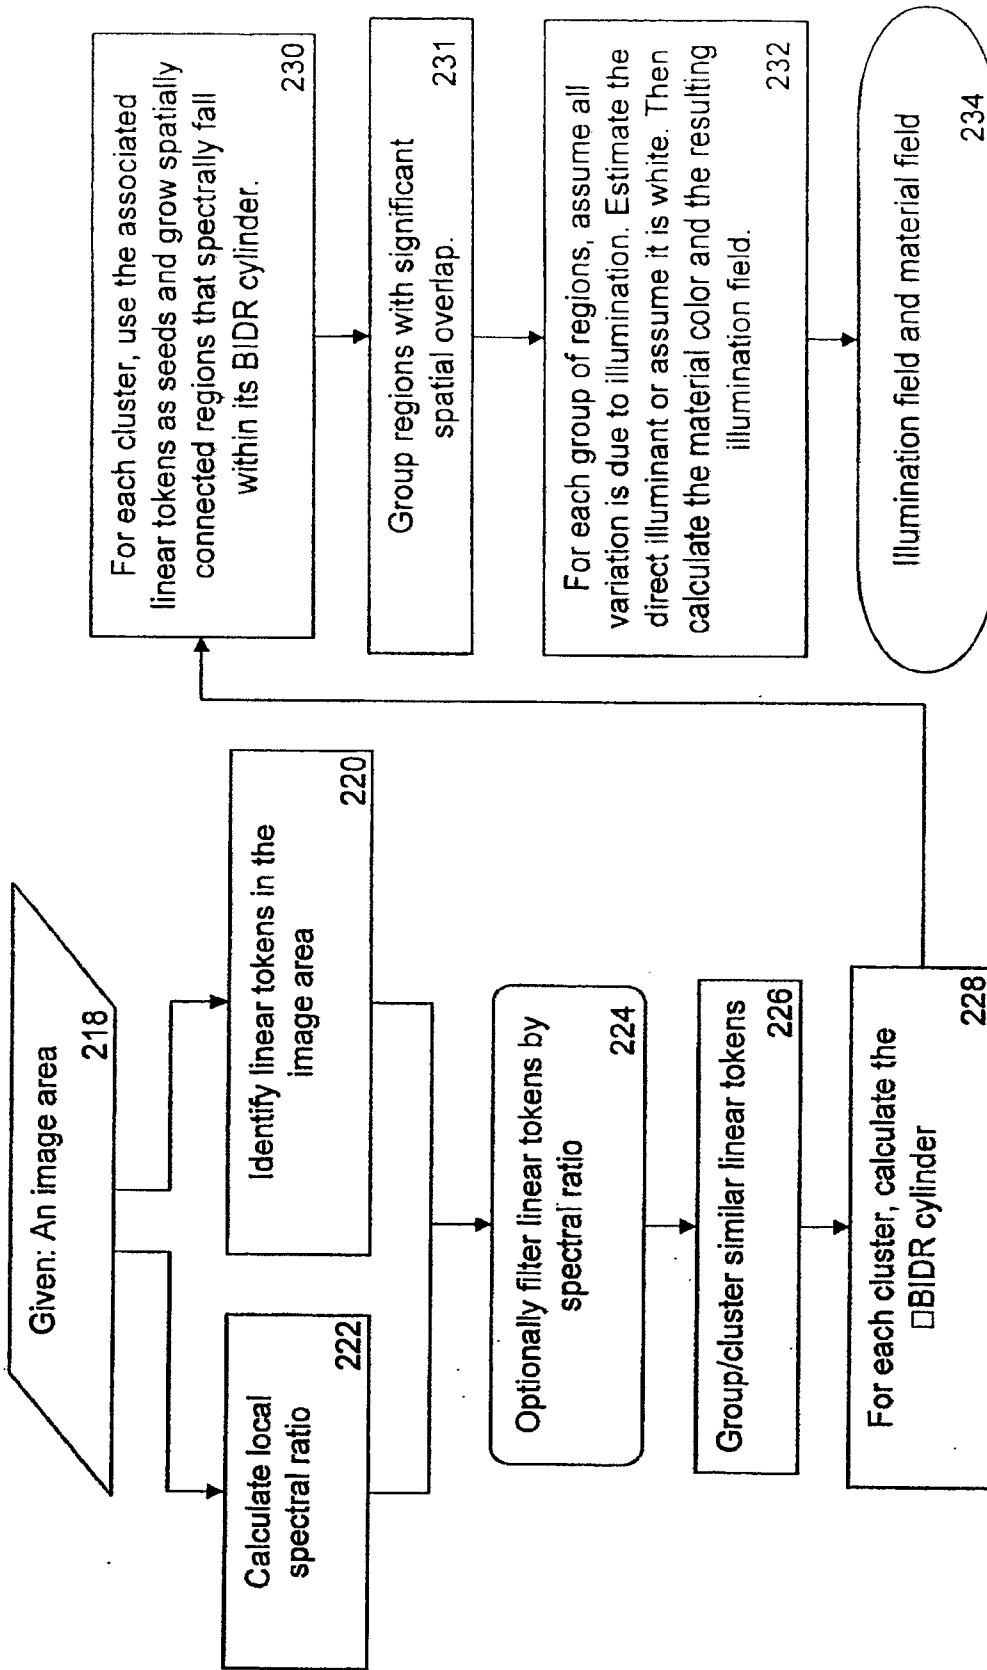 Given: An image area
218
Calculate local
spectral ratio
222
Identify linear tokens in the
image area
220
Optionally filter linear tokens by
spectral ratio
224
Group/cluster similar linear tokens
226
For each cluster, calculate the
□BIDR cylinder
228
For each cluster, use the associated
linear tokens as seeds and grow spatially
connected regions that spectrally fall
within its BIDR cylinder.
230
Group regions with significant
spatial overlap.
231
For each group of regions, assume all
variation is due to illumination. Estimate the
direct illuminant or assume it is white. Then
calculate the material color and the resulting
illumination field.
232
Illumination field and material field
234